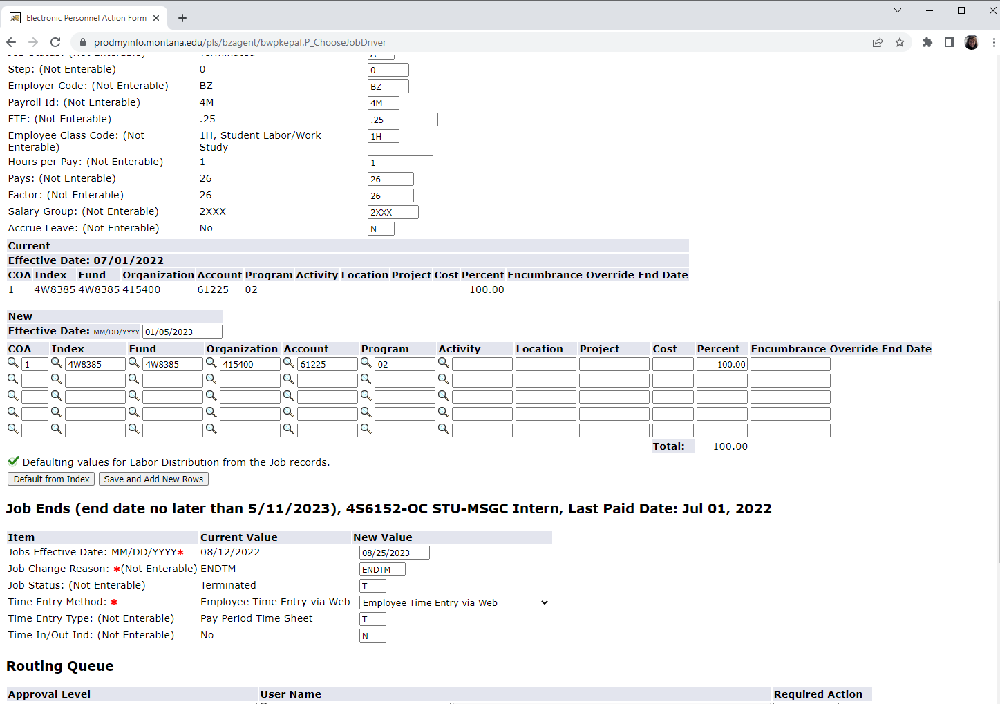 Electronic Personnel Action Form
prodmyinfo.montana.edu/pls/bzagent/bwpkepaf.P_ChooseJobDriver
Job Status: (Not Enterable) Terminated A
Step: (Not Enterable) 0 0
Employer Code: (Not Enterable) BZ BZ
Payroll Id: (Not Enterable) 4M 4M
FTE: (Not Enterable) .25 .25
Employee Class Code: (Not Enterable) 1H, Student Labor/Work Study 1H
Hours per Pay: (Not Enterable) 1 1
Pays: (Not Enterable) 26 26
Factor: (Not Enterable) 26 26
Salary Group: (Not Enterable) 2XXX 2XXX
Accrue Leave: (Not Enterable) No N
Current
Effective Date: 07/01/2022
COA Index Fund Organization Account Program Activity Location Project Cost Percent Encumbrance Override End Date
1 4W8385 4W8385 415400 61225 02 100.00
New
Effective Date: MM/DD/YYYY 01/05/2023
COA Index Fund Organization Account Program Activity Location Project Cost Percent Encumbrance Override End Date
1 4W8385 4W8385 415400 61225 02 100.00
Total: 100.00
Defaulting values for Labor Distribution from the Job records.
Default from Index Save and Add New Rows
Job Ends (end date no later than 5/11/2023), 4S6152-OC STU-MSGC Intern, Last Paid Date: Jul 01, 2022
Item Current Value New Value
Jobs Effective Date: MM/DD/YYYY* 08/12/2022 08/25/2023
Job Change Reason: *(Not Enterable) ENDTM ENDTM
Job Status: (Not Enterable) Terminated T
Time Entry Method: * Employee Time Entry via Web Employee Time Entry via Web
Time Entry Type: (Not Enterable) Pay Period Time Sheet T
Time In/Out Ind: (Not Enterable) No N
Routing Queue
Approval Level User Name Required Action